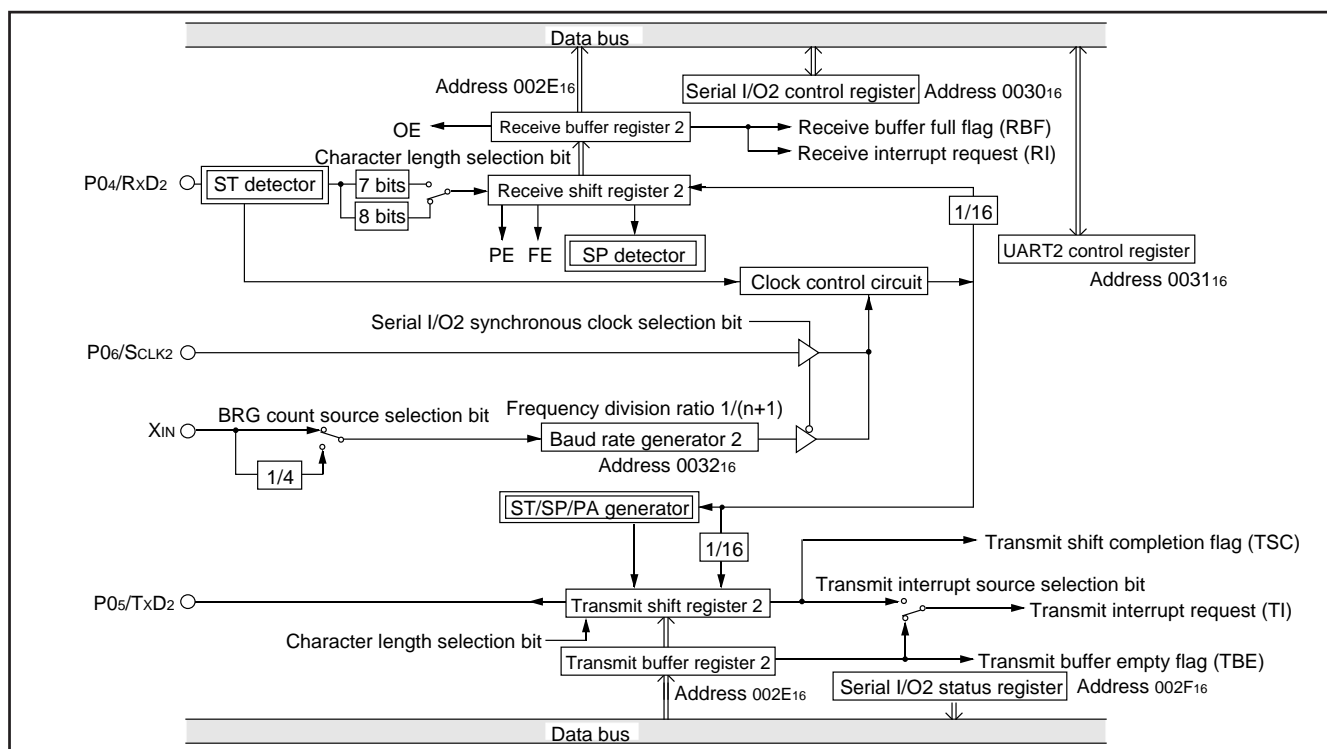 Data bus
Address 002E16
Serial I/O2 control register Address 003016
OE
Receive buffer register 2
Receive buffer full flag (RBF)
Receive interrupt request (RI)
Character length selection bit
P04/RXD2
ST detector
7 bits
8 bits
Receive shift register 2
1/16
PE FE
SP detector
UART2 control register
Address 003116
Clock control circuit
Serial I/O2 synchronous clock selection bit
P06/SCLK2
BRG count source selection bit
Frequency division ratio 1/(n+1)
XIN
Baud rate generator 2
Address 003216
1/4
ST/SP/PA generator
1/16
Transmit shift completion flag (TSC)
Transmit interrupt source selection bit
P05/TXD2
Transmit shift register 2
Transmit interrupt request (TI)
Character length selection bit
Transmit buffer register 2
Transmit buffer empty flag (TBE)
Address 002E16
Serial I/O2 status register Address 002F16
Data bus